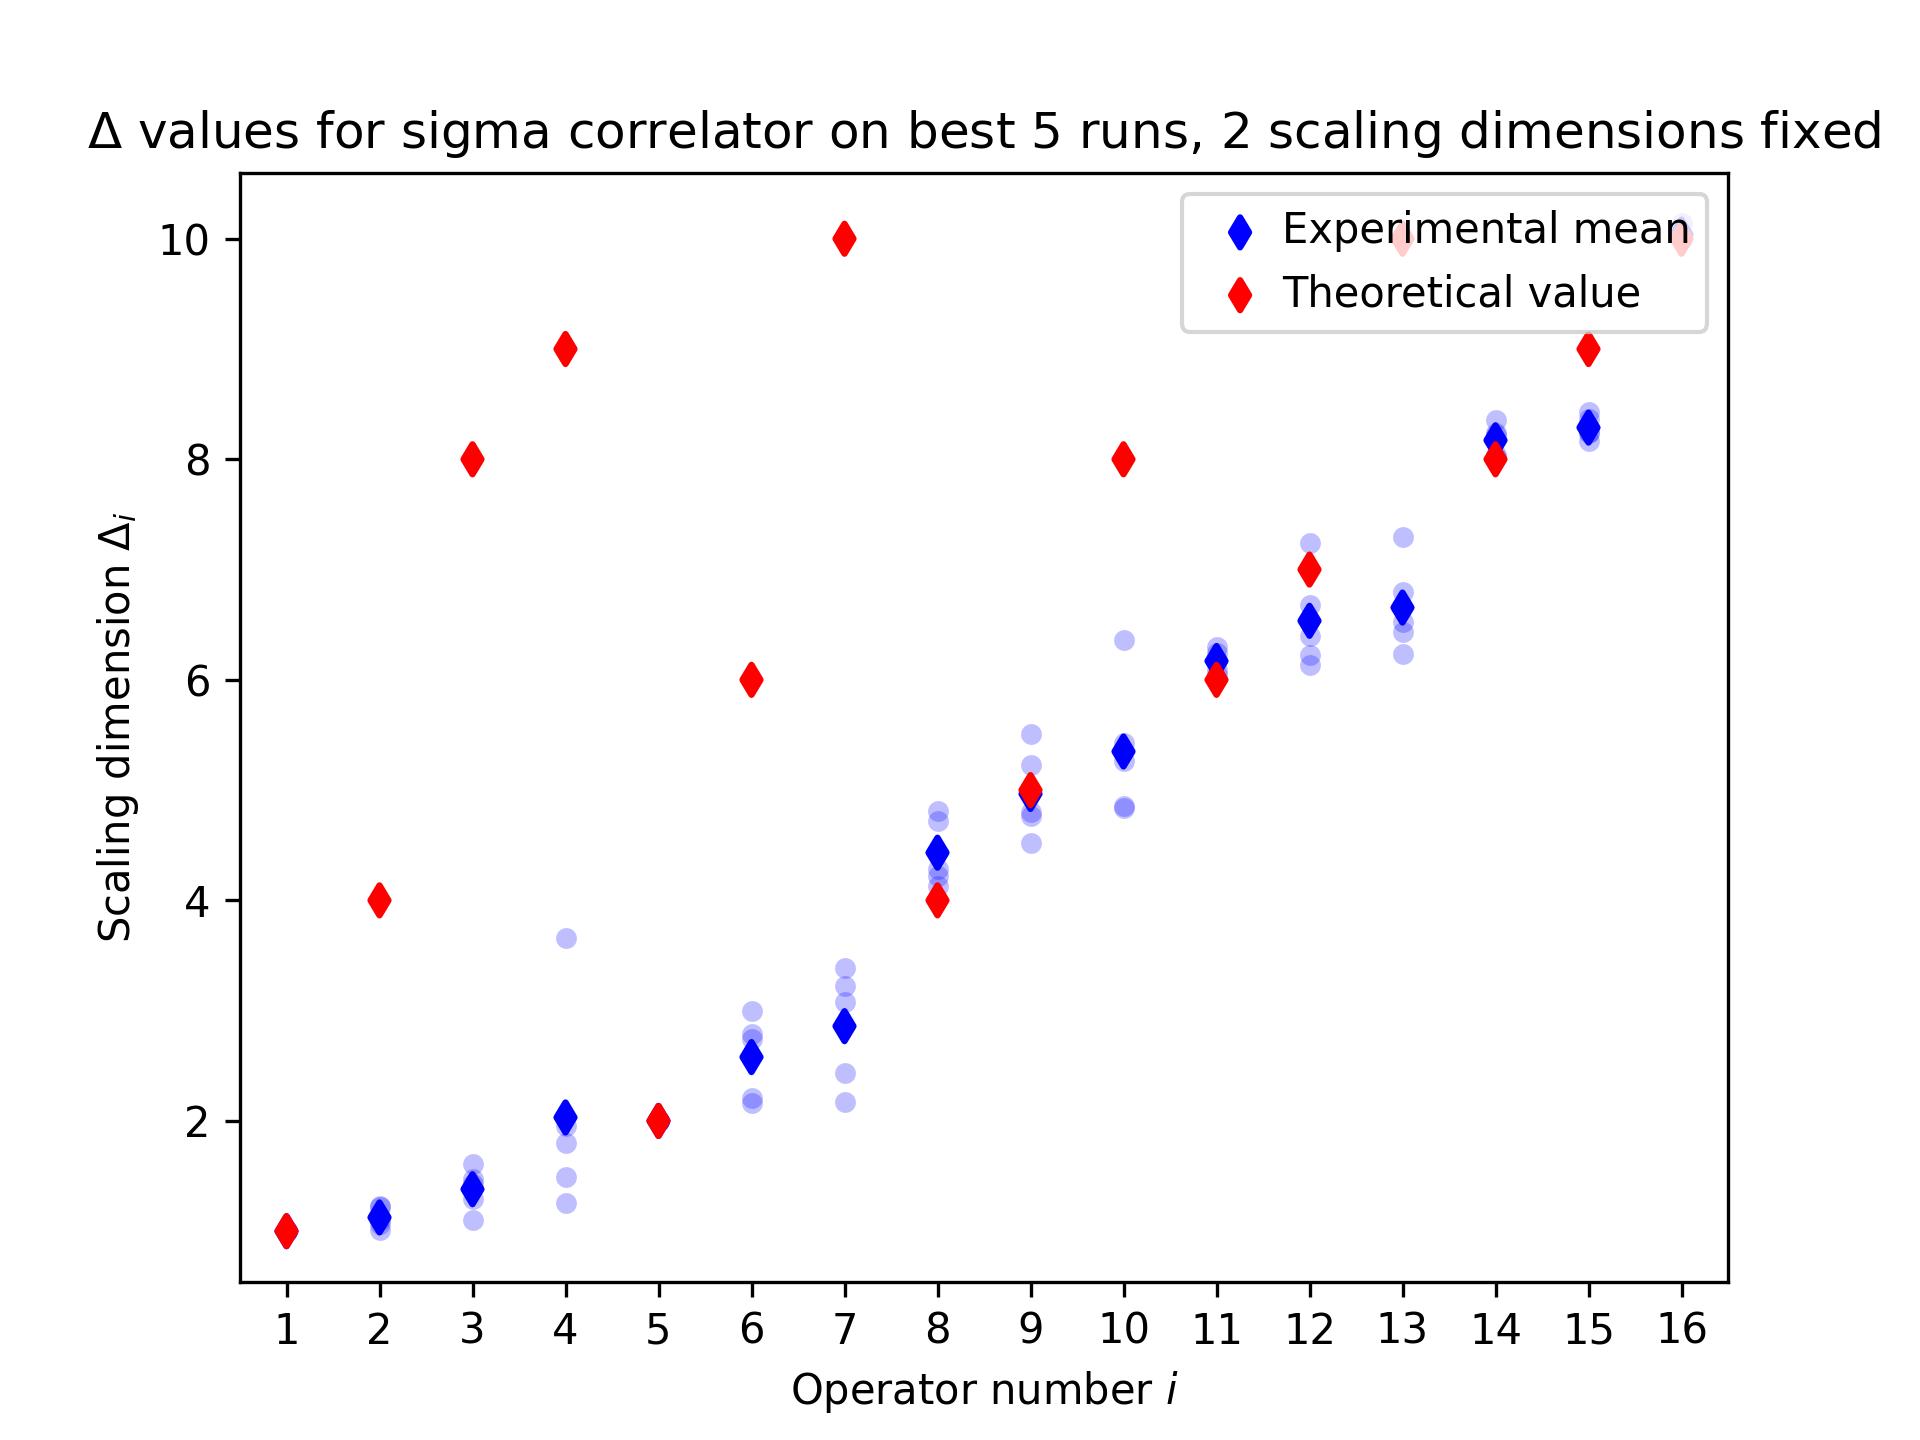 Δ values for sigma correlator on best 5 runs, 2 scaling dimensions fixed
Experimental mean
Theoretical value
10
8
6
4
2
Scaling dimension Δi
1 2 3 4 5 6 7 8 9 10 11 12 13 14 15 16
Operator number i